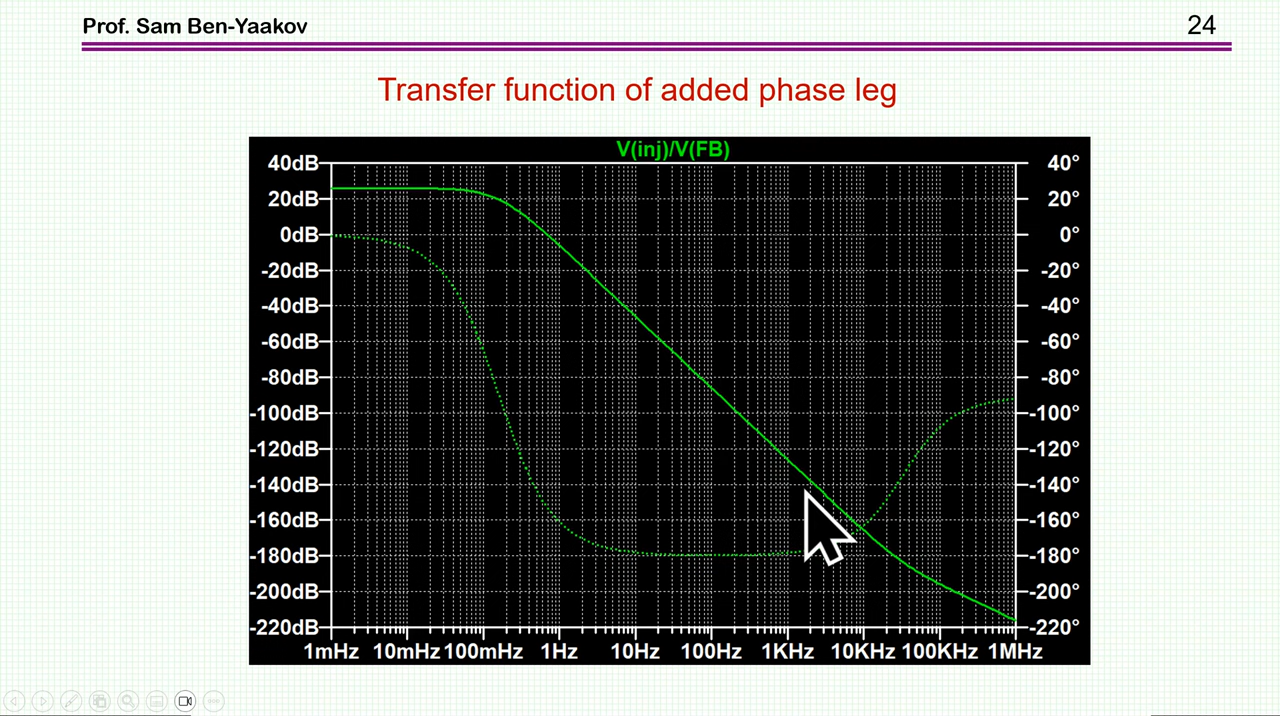 Prof. Sam Ben-Yaakov
24
Transfer function of added phase leg
V(inj)/V(FB)
40dB 40°
20dB 20°
0dB 0°
-20dB -20°
-40dB -40°
-60dB -60°
-80dB -80°
-100dB -100°
-120dB -120°
-140dB -140°
-160dB -160°
-180dB -180°
-200dB -200°
-220dB -220°
1mHz 10mHz 100mHz 1Hz 10Hz 100Hz 1KHz 10KHz 100KHz 1MHz